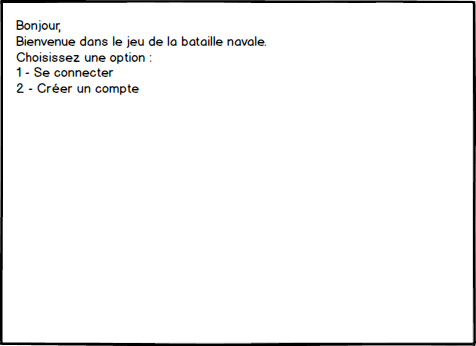 Bonjour,
Bienvenue dans le jeu de la bataille navale.
Choisissez une option :
1 - Se connecter
2 - Créer un compte